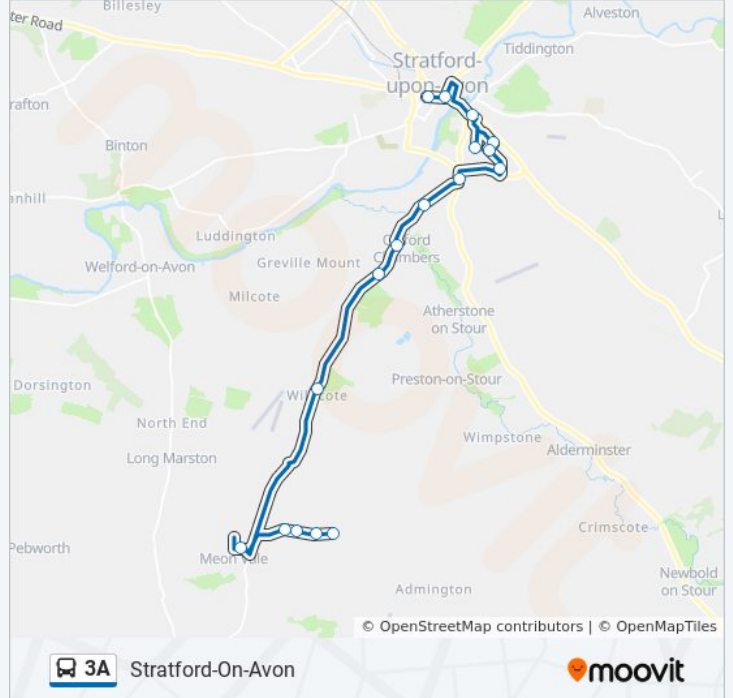 Billesley
Alveston
ter Road
Tiddington
Stratford-
upon-Avon
rafton
Binton
nhill
Luddington
Clifford
Chambers
Welford-on-Avon
Greville Mount
Milcote
Atherstone
on Stour
Dorsington
Preston-on-Stour
North End
Wimpstone
Long Marston
Alderminster
Crimscote
Pebworth
Meon Vale
Newbold
on Stour
Admington
© OpenStreetMap contributors | © OpenMapTiles
3A Stratford-On-Avon
moovit